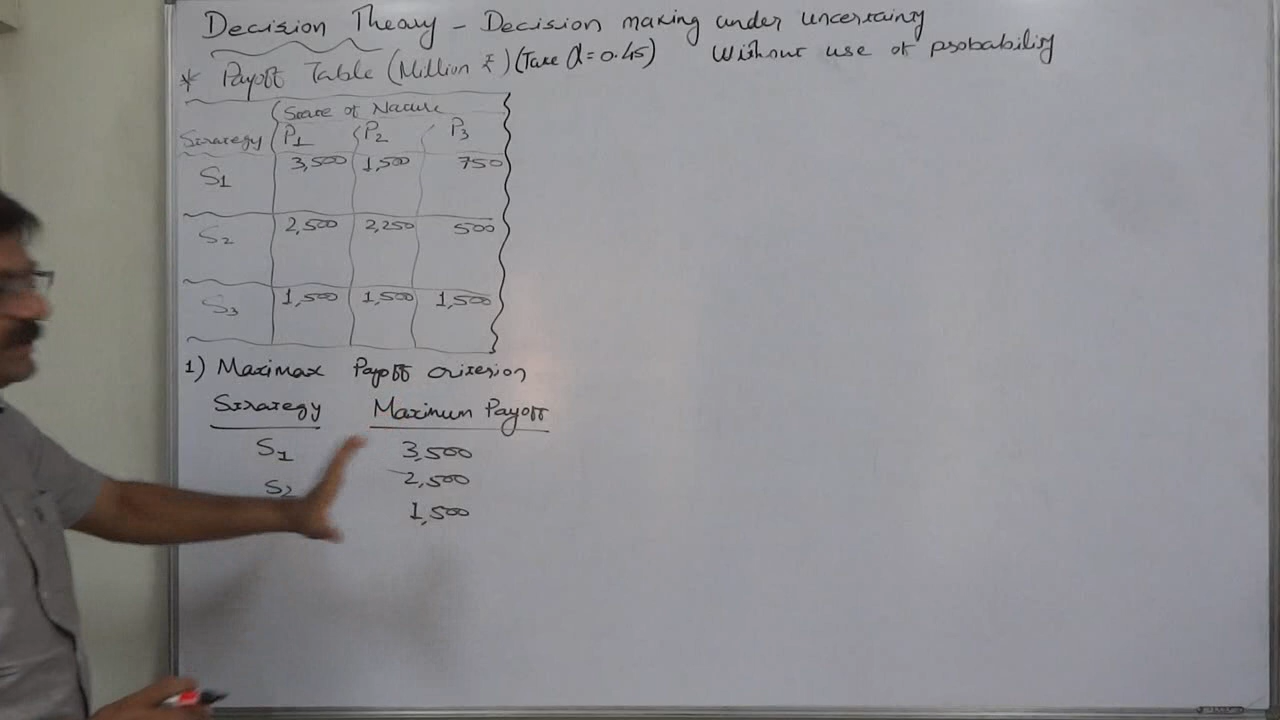 Decision Theory - Decision making under uncertainty
* Payoff Table (Million ₹) (Take α = 0.45) Without use of probability
State of Nature
Strategy P1 P2 P3
S1 3,500 1,500 750
S2 2,500 2,250 500
S3 1,500 1,500 1,500
1) Maximax Payoff criterion
Strategy Maximum Payoff
S1 3,500
S2 2,500
1,500